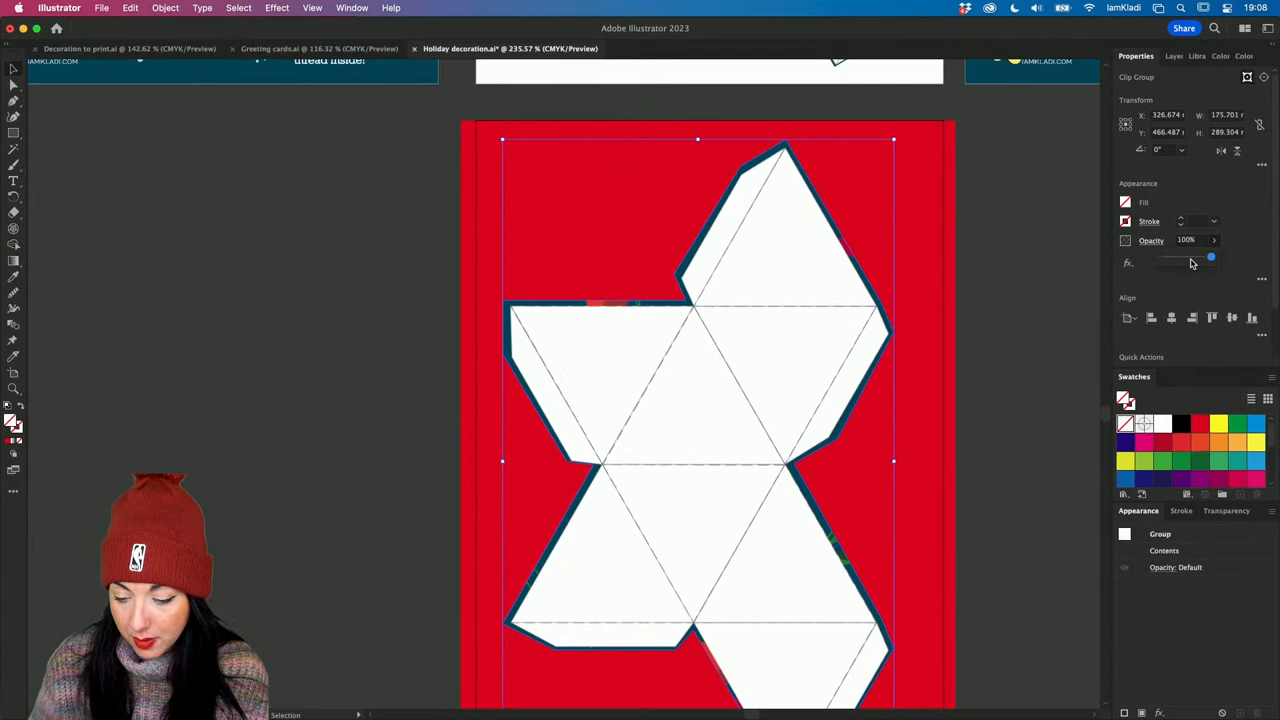 Illustrator File Edit Object Type Select Effect View Window Help 19:08
Adobe Illustrator 2023 Share
Decoration to print.ai @ 142.62 % (CMYK/Preview) Greeting cards.ai @ 116.32 % (CMYK/Preview) Holiday decoration.ai* @ 235.57 % (CMYK/Preview)
IAMKLADI.COM thread inside! IAMKLADI.COM
Properties Layer Libra Color Color
Clip Group
Transform
X: 326.674 r W: 175.701 r
Y: 466.487 r H: 289.304 r
0°
Appearance
Fill
Stroke
Opacity 100%
fx
Align
Quick Actions
Swatches
Appearance Stroke Transparency
Group
Contents
Opacity: Default
Selection
NBA